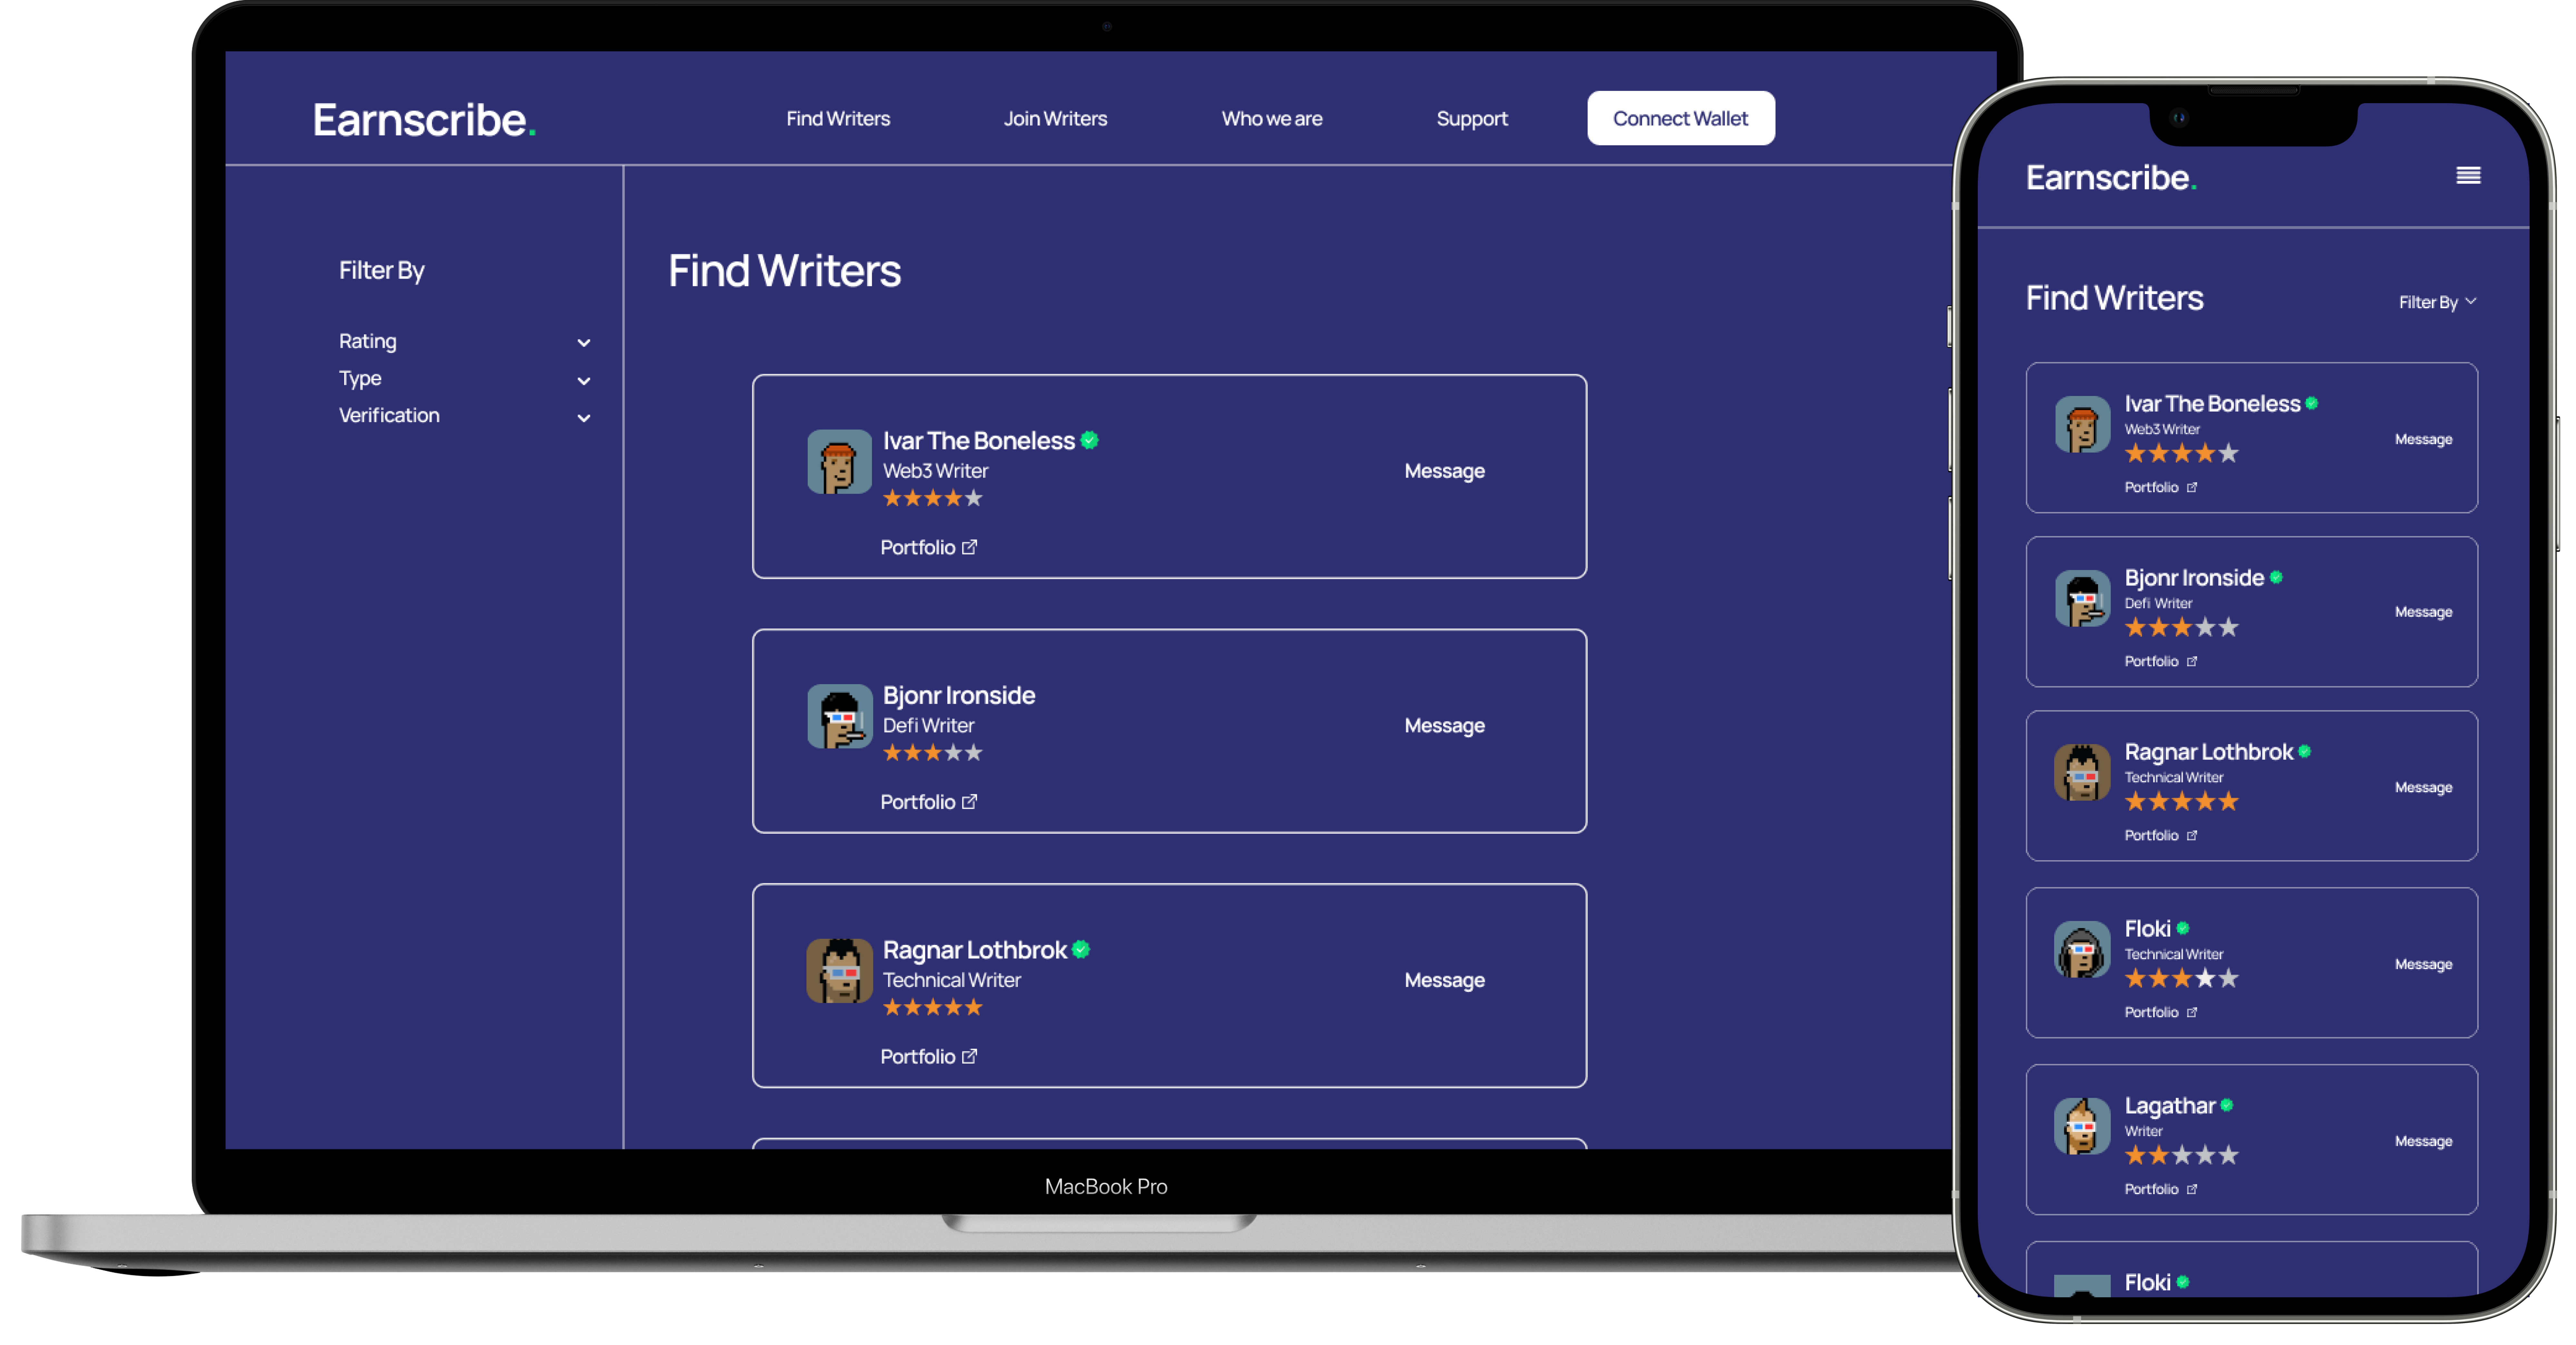 Earnscribe.
Find Writers
Join Writers
Who we are
Support
Connect Wallet
Filter By
Rating
Type
Verification
Find Writers
Ivar The Boneless
Web3 Writer
Message
Portfolio
Bjonr Ironside
Defi Writer
Message
Portfolio
Ragnar Lothbrok
Technical Writer
Message
Portfolio
MacBook Pro
Earnscribe.
Find Writers
Filter By
Ivar The Boneless
Web3 Writer
Message
Portfolio
Bjonr Ironside
Defi Writer
Message
Portfolio
Ragnar Lothbrok
Technical Writer
Message
Portfolio
Floki
Technical Writer
Message
Portfolio
Lagathar
Writer
Message
Portfolio
Floki